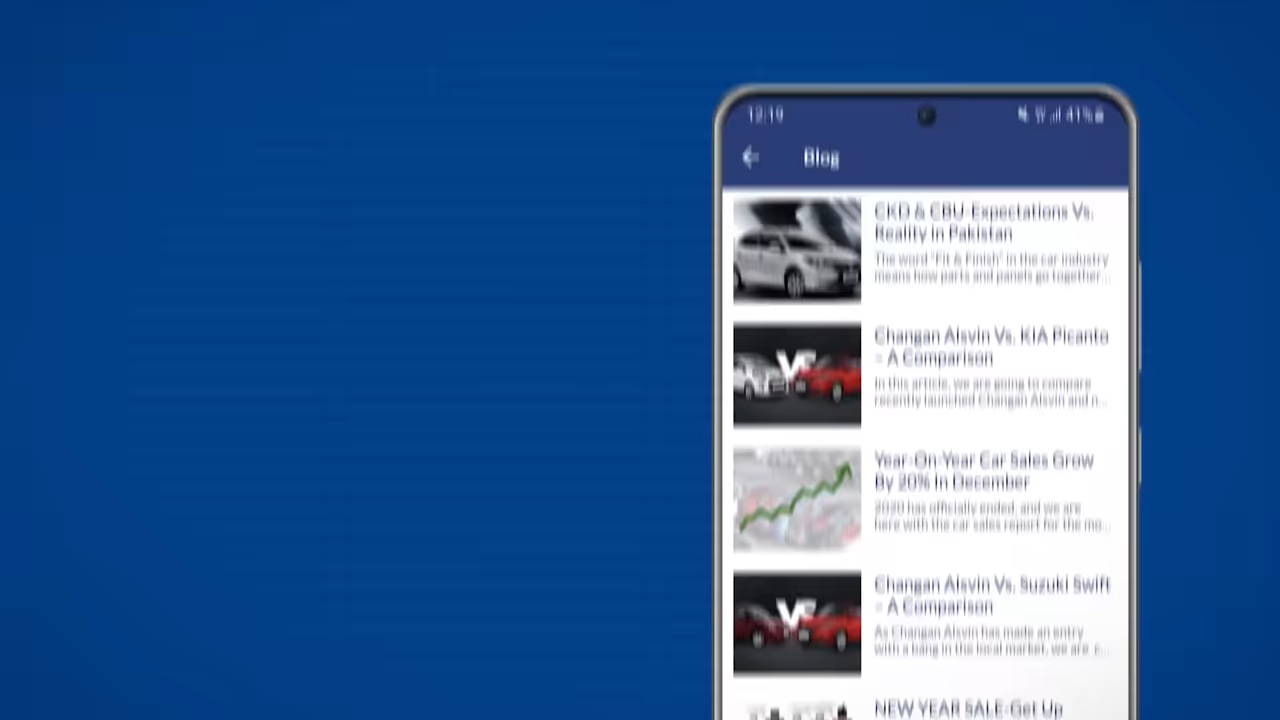 12:19
41%
Blog
CKD & CBU-Expectations Vs.
Reality in Pakistan
The word "Fit & Finish" in the car industry
means how parts and panels go together...
Changan Alsvin Vs. KIA Picanto
– A Comparison
In this article, we are going to compare
recently launched Changan Alsvin and n...
Year-On-Year Car Sales Grow
By 20% In December
2020 has officially ended, and we are
here with the car sales report for the mo...
Changan Alsvin Vs. Suzuki Swift
– A Comparison
As Changan Alsvin has made an entry
with a bang in the local market, we are c...
NEW YEAR SALE-Get Up